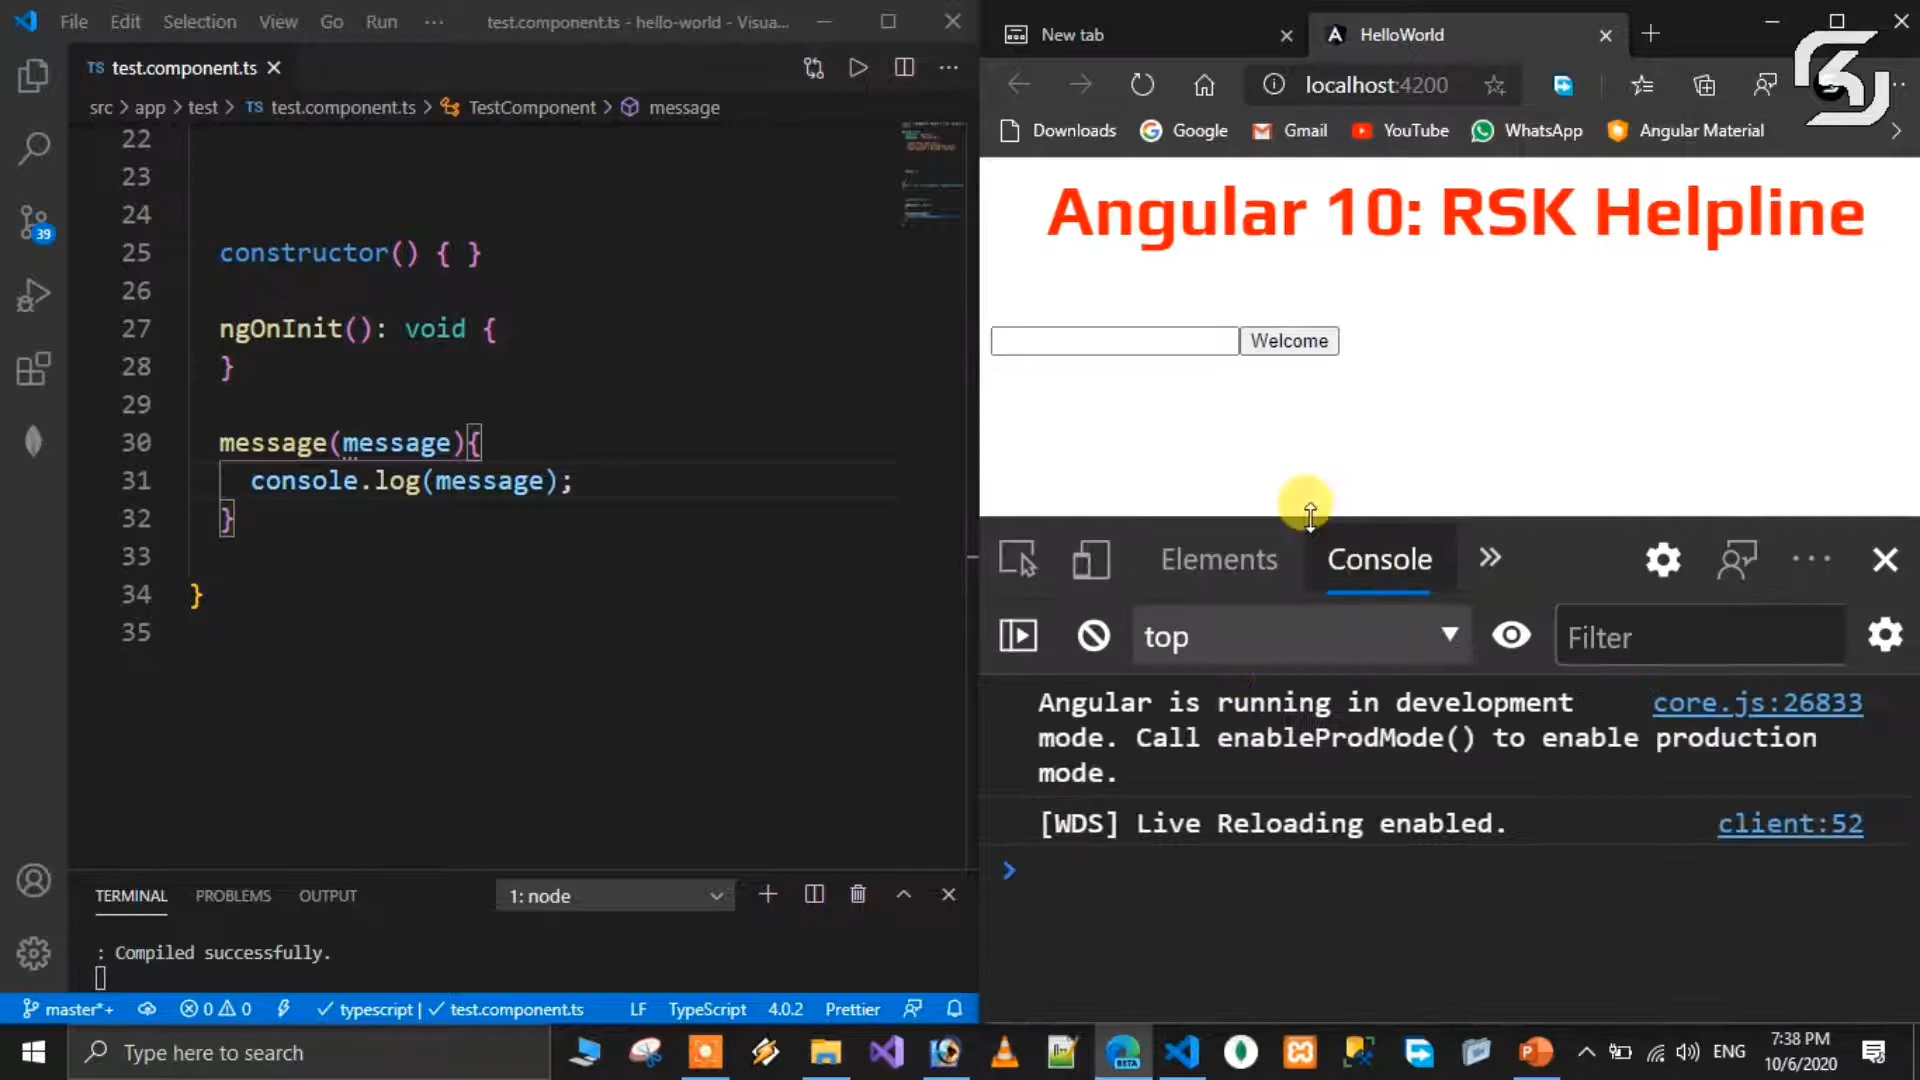 File Edit Selection View Go Run ··· test.component.ts - hello-world - Visua...
TS test.component.ts
src > app > test > TS test.component.ts > TestComponent > message
22
23
24
25 constructor() { }
26
27 ngOnInit(): void {
28 }
29
30 message(message){
31 console.log(message);
32 }
33
34 }
35
39
TERMINAL PROBLEMS OUTPUT 1: node
: Compiled successfully.
master*+ 0 0 typescript | test.component.ts LF TypeScript 4.0.2 Prettier
New tab HelloWorld
localhost:4200
Downloads Google Gmail YouTube WhatsApp Angular Material
Angular 10: RSK Helpline
Welcome
Elements Console
top Filter
Angular is running in development core.js:26833
mode. Call enableProdMode() to enable production
mode.
[WDS] Live Reloading enabled. client:52
Type here to search
BETA
ENG
7:38 PM
10/6/2020